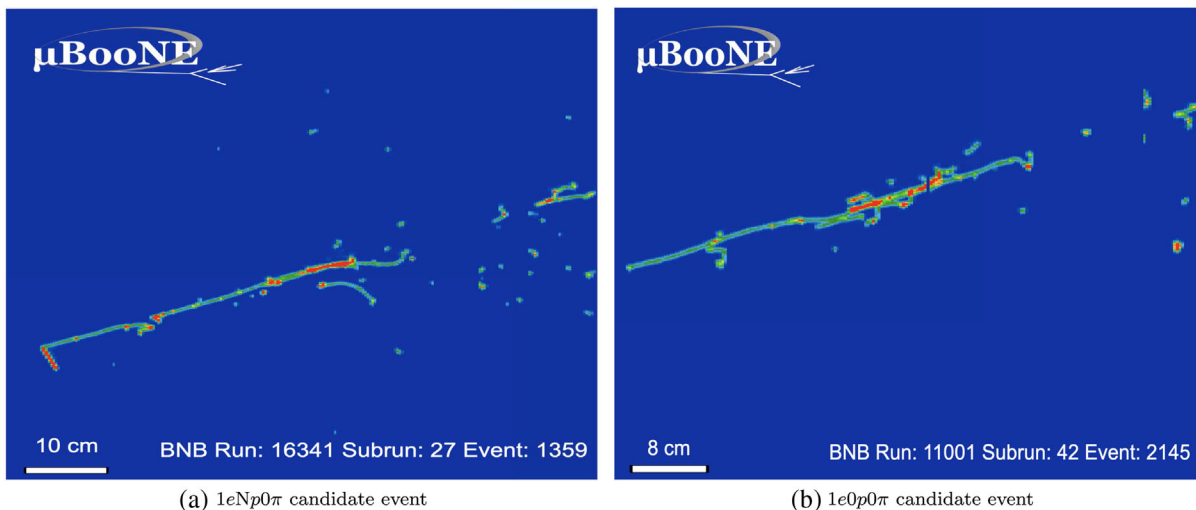 µBooNE
10 cm
BNB Run: 16341 Subrun: 27 Event: 1359
(a) 1eNp0π candidate event
µBooNE
8 cm
BNB Run: 11001 Subrun: 42 Event: 2145
(b) 1e0p0π candidate event